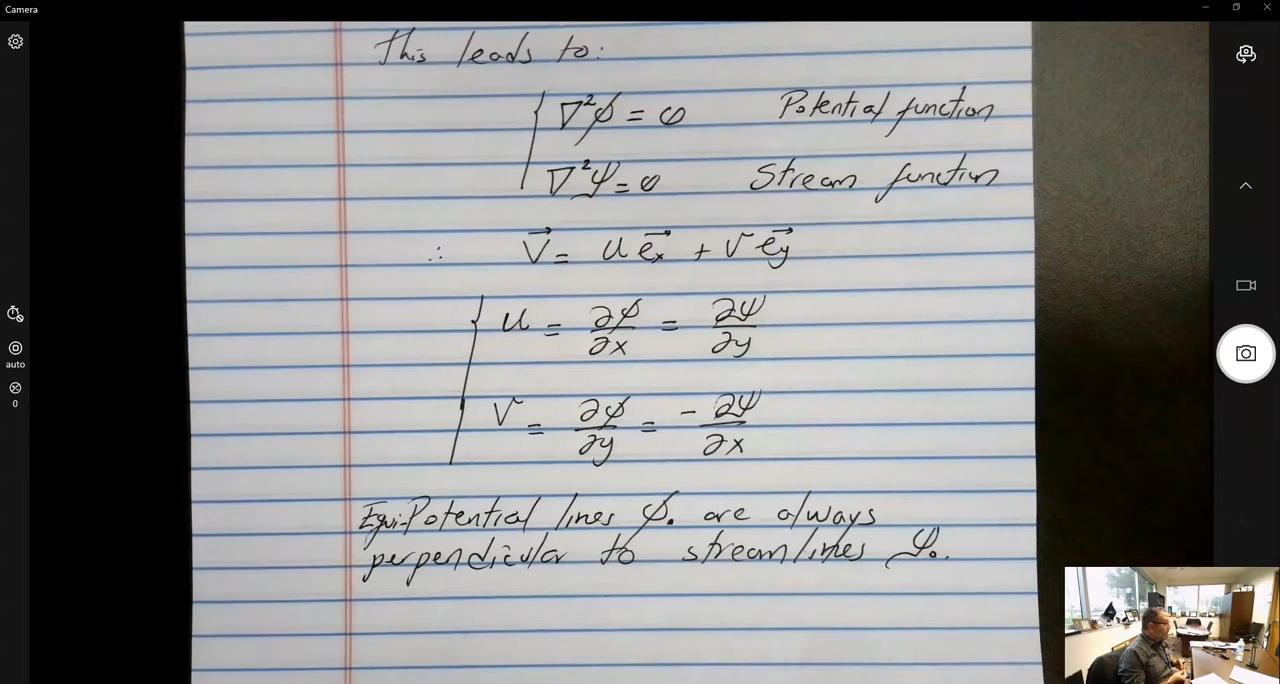 Camera
This leads to:
∇²φ = 0 Potential function
∇²ψ = 0 Stream function
∴ V⃗ = u e⃗x + v e⃗y
u = ∂φ/∂x = ∂ψ/∂y
v = ∂φ/∂y = -∂ψ/∂x
Equi-Potential lines φ. are always
perpendicular to streamlines ψ.
auto
0